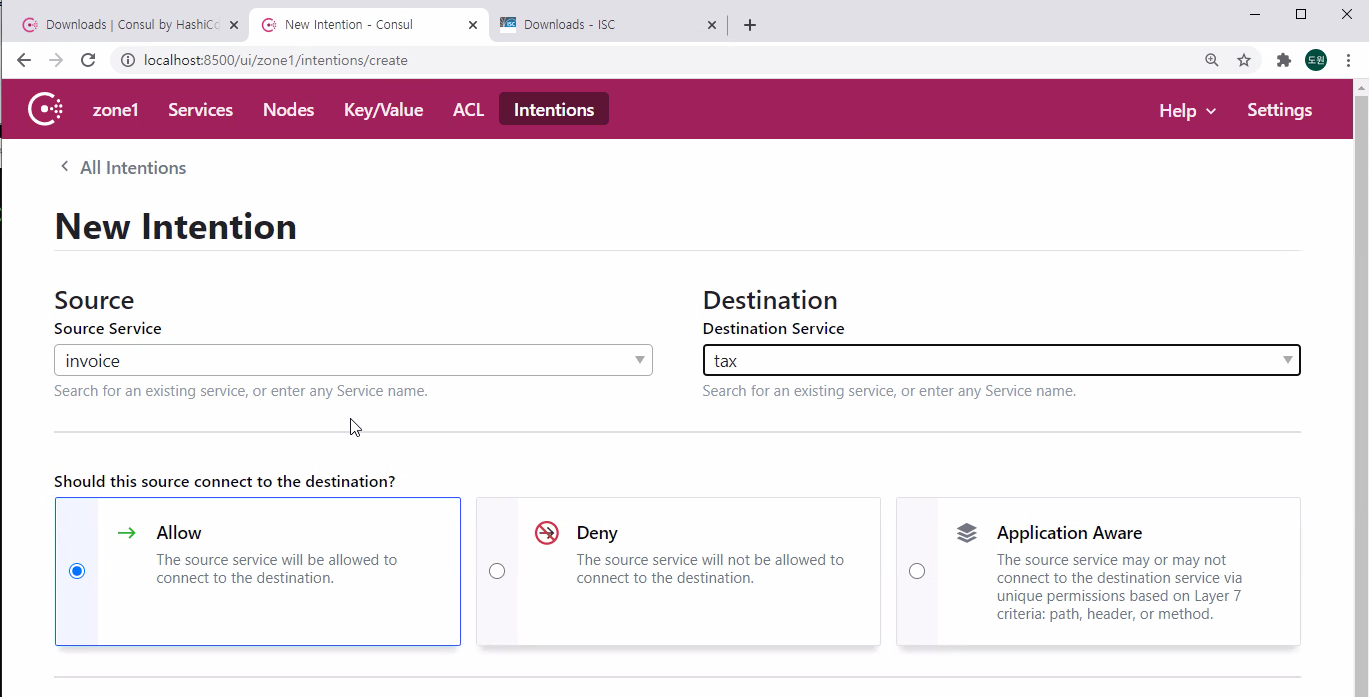 Downloads | Consul by HashiCo
New Intention - Consul
Downloads - ISC
localhost:8500/ui/zone1/intentions/create
도원
zone1 Services Nodes Key/Value ACL Intentions Help Settings
All Intentions
New Intention
Source
Source Service
invoice
Search for an existing service, or enter any Service name.
Destination
Destination Service
tax
Search for an existing service, or enter any Service name.
Should this source connect to the destination?
Allow
The source service will be allowed to
connect to the destination.
Deny
The source service will not be allowed to
connect to the destination.
Application Aware
The source service may or may not
connect to the destination service via
unique permissions based on Layer 7
criteria: path, header, or method.